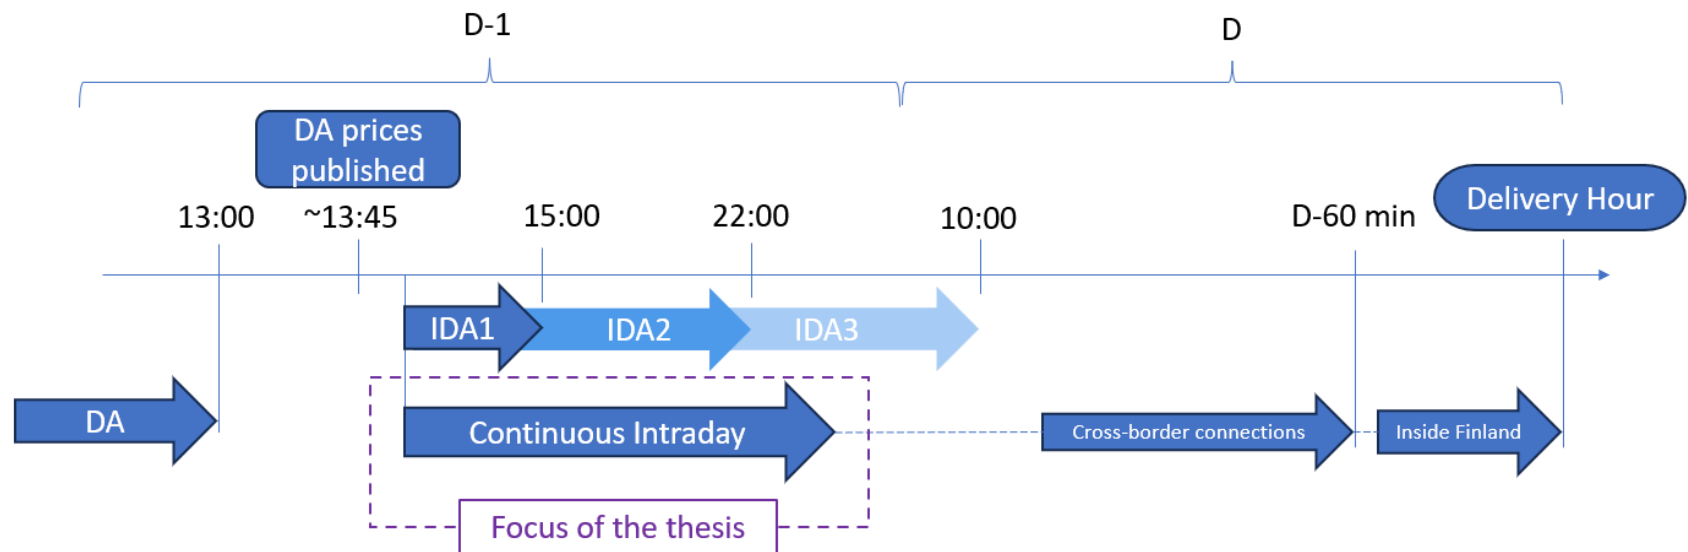 D-1
D
DA prices
published
13:00
~13:45
15:00
22:00
10:00
D-60 min
Delivery Hour
IDA1
IDA2
IDA3
DA
Continuous Intraday
Cross-border connections
Inside Finland
Focus of the thesis